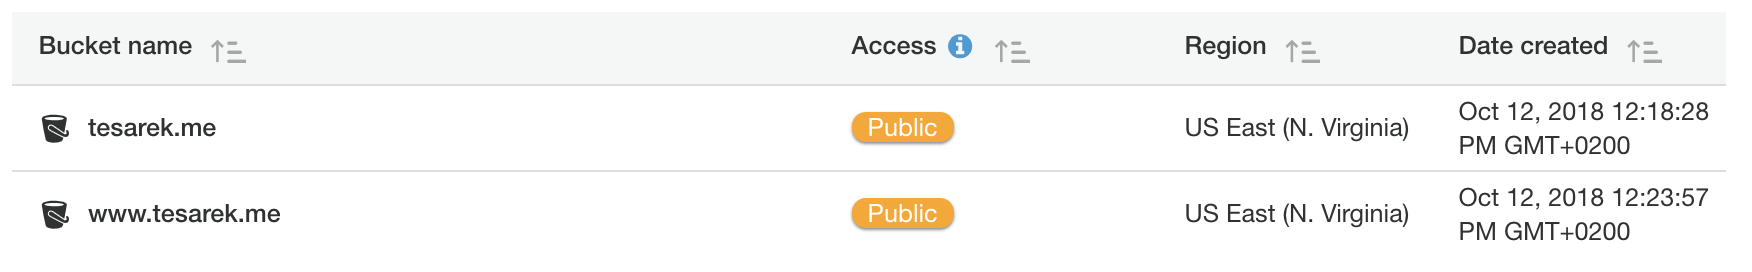 Bucket name Access Region Date created
tesarek.me Public US East (N. Virginia) Oct 12, 2018 12:18:28
PM GMT+0200
www.tesarek.me Public US East (N. Virginia) Oct 12, 2018 12:23:57
PM GMT+0200